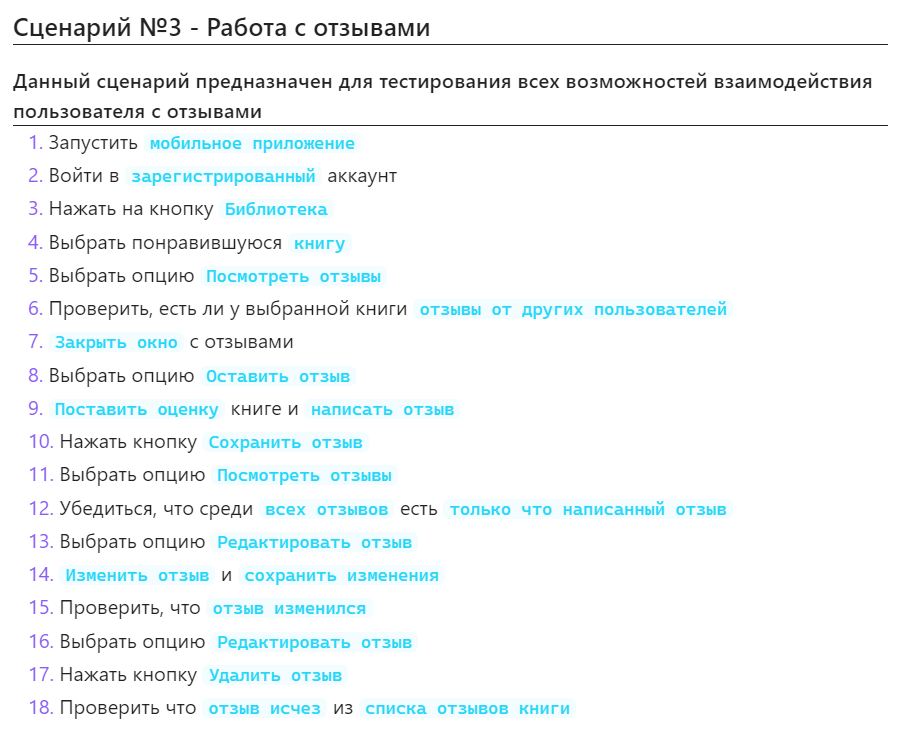 Сценарий №3 - Работа с отзывами
Данный сценарий предназначен для тестирования всех возможностей взаимодействия
пользователя с отзывами
1. Запустить мобильное приложение
2. Войти в зарегистрированный аккаунт
3. Нажать на кнопку Библиотека
4. Выбрать понравившуюся книгу
5. Выбрать опцию Посмотреть отзывы
6. Проверить, есть ли у выбранной книги отзывы от других пользователей
7. Закрыть окно с отзывами
8. Выбрать опцию Оставить отзыв
9. Поставить оценку книге и написать отзыв
10. Нажать кнопку Сохранить отзыв
11. Выбрать опцию Посмотреть отзывы
12. Убедиться, что среди всех отзывов есть только что написанный отзыв
13. Выбрать опцию Редактировать отзыв
14. Изменить отзыв и сохранить изменения
15. Проверить, что отзыв изменился
16. Выбрать опцию Редактировать отзыв
17. Нажать кнопку Удалить отзыв
18. Проверить что отзыв исчез из списка отзывов книги